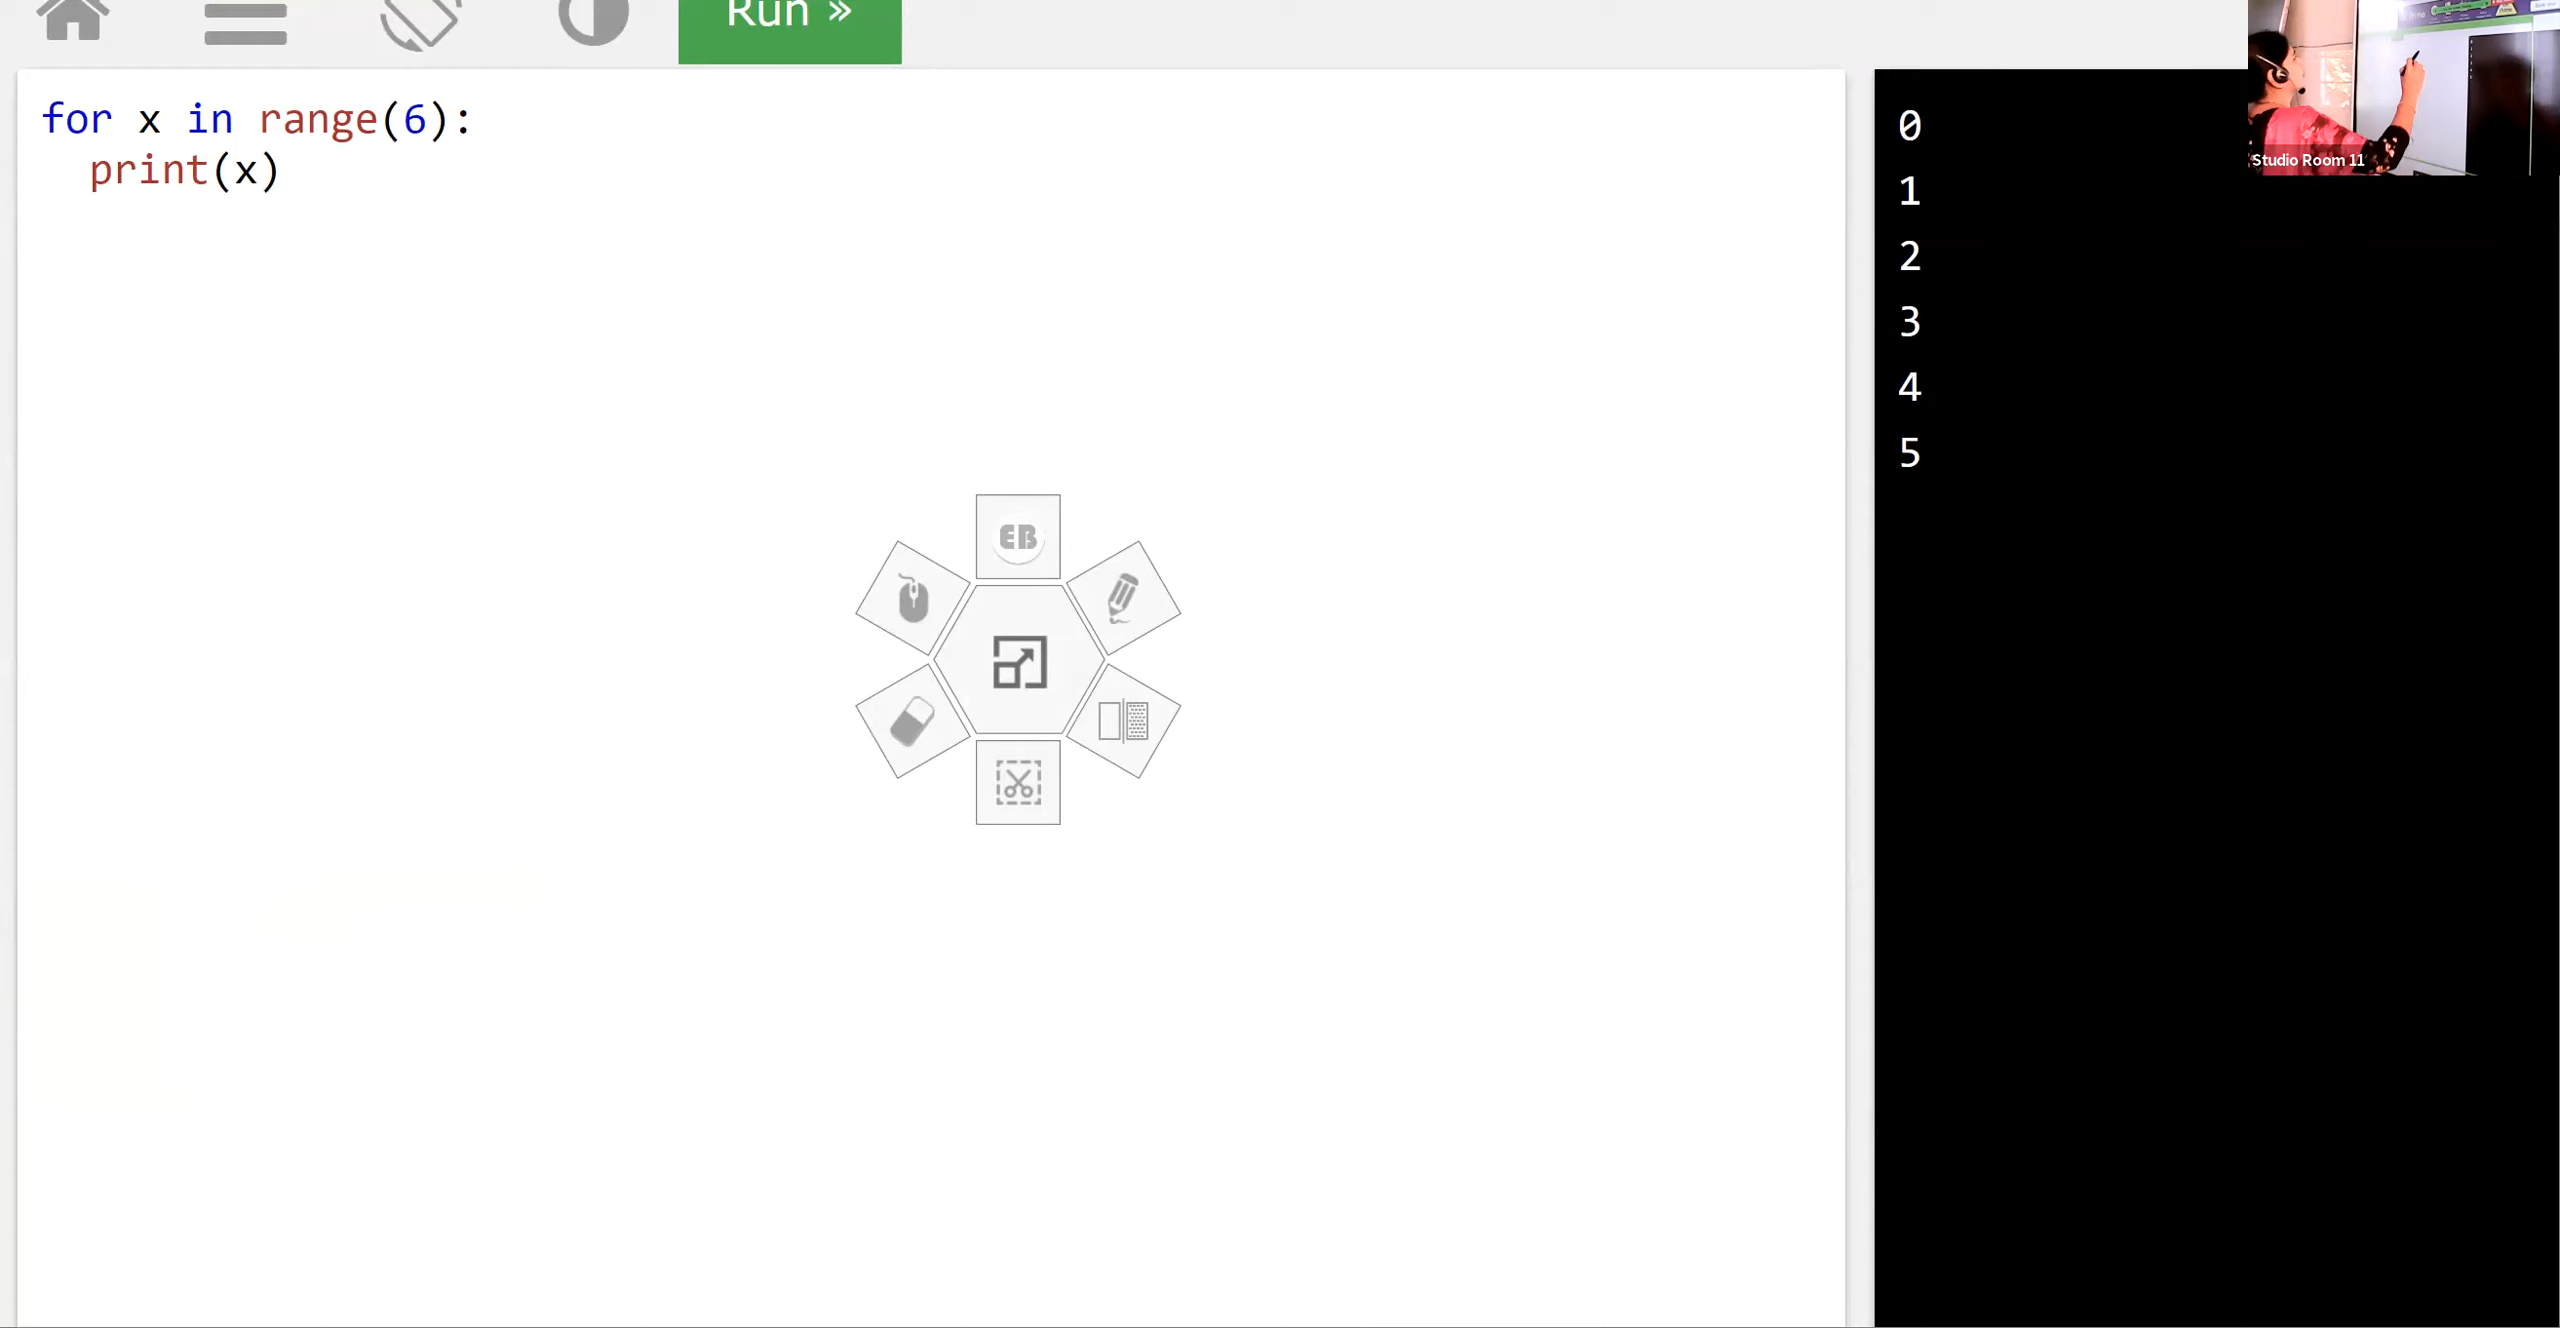 Run »
for x in range(6):
  print(x)
0
1
2
3
4
5
Studio Room 11
EB